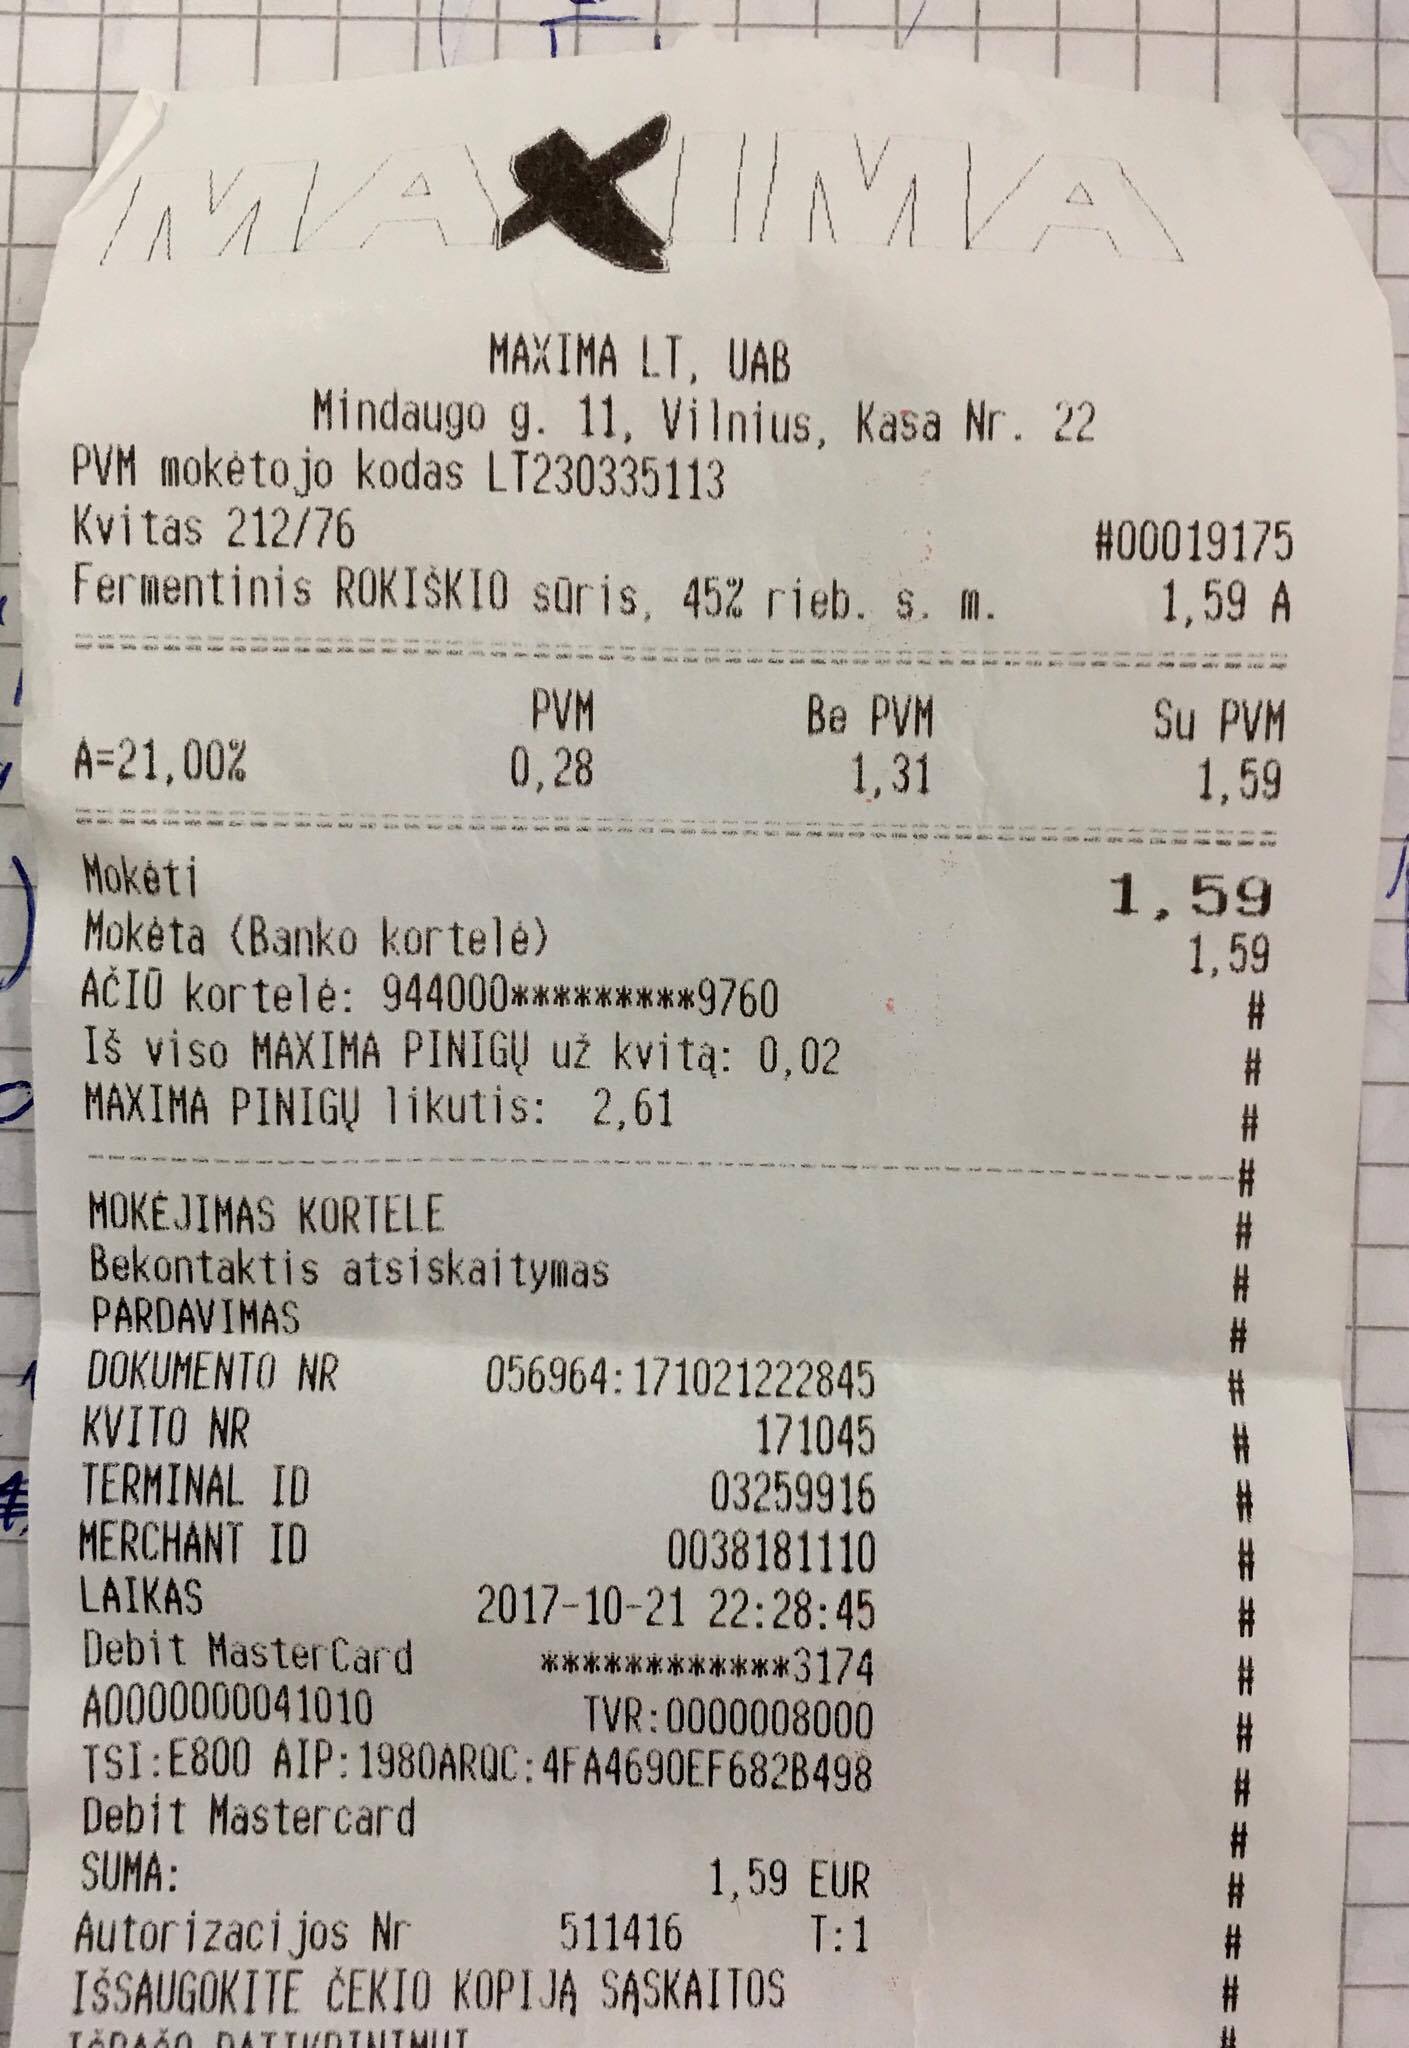 MAXIMA
MAXIMA LT, UAB
Mindaugo g. 11, Vilnius, Kasa Nr. 22
PVM mokėtojo kodas LT230335113
Kvitas 212/76 #00019175
Fermentinis ROKIŠKIO sūris, 45% rieb. s. m. 1,59 A
PVM Be PVM Su PVM
A=21,00% 0,28 1,31 1,59
Mokėti 1,59
Mokėta (Banko kortelė) 1,59
AČIŪ kortelė: 944000*********9760 #
Iš viso MAXIMA PINIGŲ už kvitą: 0,02 #
MAXIMA PINIGŲ likutis: 2,61 #
#
MOKĖJIMAS KORTELE #
Bekontaktis atsiskaitymas #
PARDAVIMAS #
DOKUMENTO NR 056964:171021222845 #
KVITO NR 171045 #
TERMINAL ID 03259916 #
MERCHANT ID 0038181110 #
LAIKAS 2017-10-21 22:28:45 #
Debit MasterCard ************3174 #
A0000000041010 TVR:0000008000 #
TSI:E800 AIP:1980ARQC:4FA4690EF682B498 #
Debit Mastercard #
SUMA: 1,59 EUR #
Autorizacijos Nr 511416 T:1 #
IŠSAUGOKITE ČEKIO KOPIJĄ SĄSKAITOS #
IŠRAŠO PATIKRINIMUI #